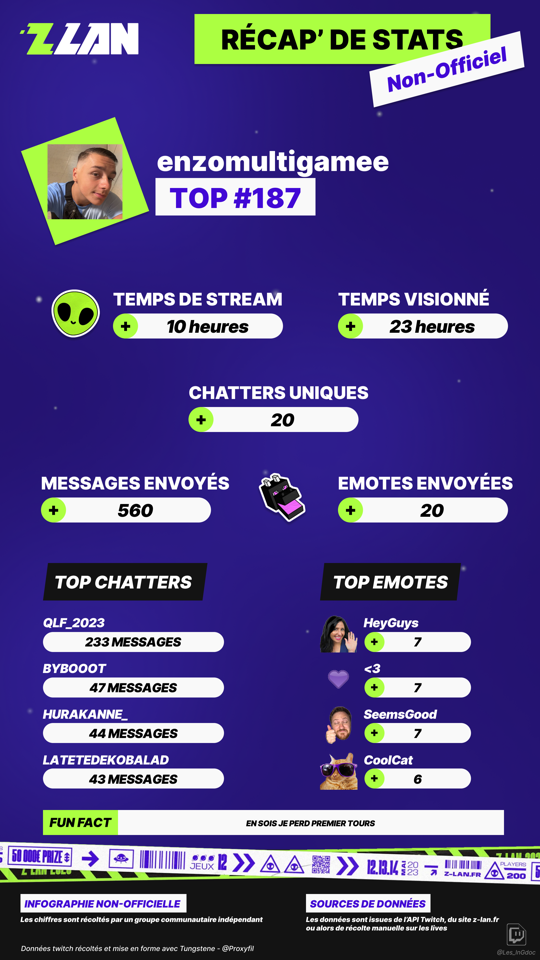 ZLAN
RÉCAP' DE STATS
Non-Officiel
enzomultigamee
TOP #187
TEMPS DE STREAM
TEMPS VISIONNÉ
+ 10 heures
+ 23 heures
CHATTERS UNIQUES
+ 20
MESSAGES ENVOYÉS
EMOTES ENVOYÉES
+ 560
+ 20
TOP CHATTERS
TOP EMOTES
QLF_2023
233 MESSAGES
BYBOOOT
47 MESSAGES
HURAKANNE_
44 MESSAGES
LATETEDEKOBALAD
43 MESSAGES
HeyGuys
+ 7
<3
+ 7
SeemsGood
+ 7
CoolCat
+ 6
FUN FACT
EN SOIS JE PERD PREMIER TOURS
50 000€ PRIZE $
JEUX 12
12.13.14 MAI 2023
Z-LAN.FR
PLAYERS 200
Z LAN 2023
INFOGRAPHIE NON-OFFICIELLE
Les chiffres sont récoltés par un groupe communautaire indépendant
SOURCES DE DONNÉES
Les données sont issues de l'API Twitch, du site z-lan.fr
ou alors de récolte manuelle sur les lives
Données twitch récoltés et mise en forme avec Tungstene - @Proxyfil
@Les_InGdoc